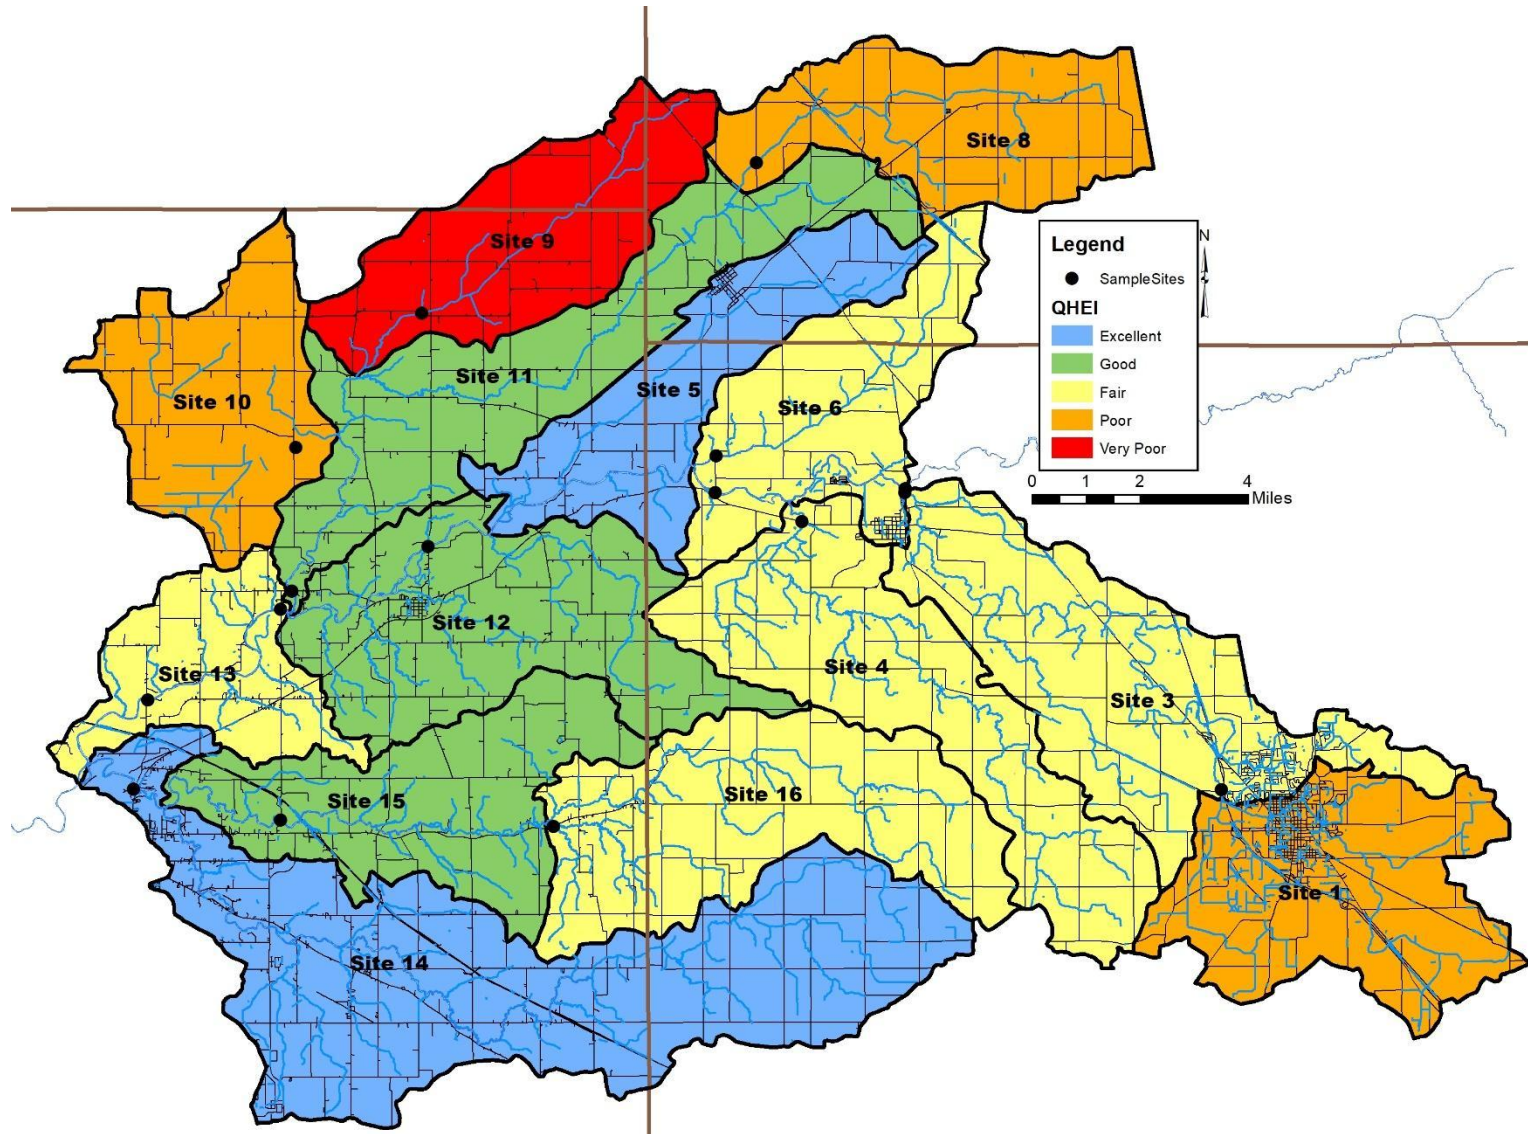 Site 8
Site 9
N
Legend
SampleSites
QHEI
Excellent
Good
Fair
Poor
Very Poor
0 1 2 4
Miles
Site 11
Site 5
Site 10
Site 6
Site 12
Site 4
Site 13
Site 3
Site 15
Site 16
Site 1
Site 14